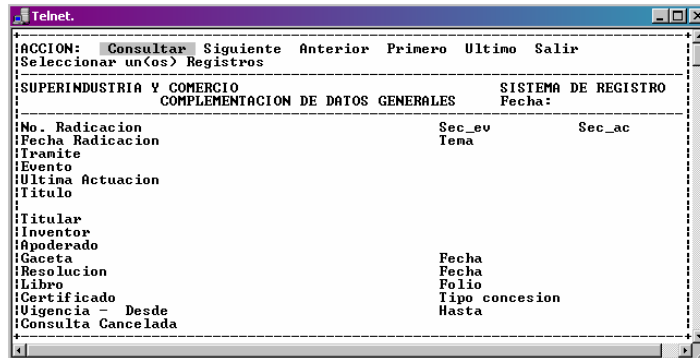 Telnet.
ACCION: Consultar Siguiente Anterior Primero Ultimo Salir
Seleccionar un(os) Registros
SUPERINDUSTRIA Y COMERCIO SISTEMA DE REGISTRO
COMPLEMENTACION DE DATOS GENERALES Fecha:
No. Radicacion Sec_ev Sec_ac
Fecha Radicacion Tema
Tramite
Evento
Ultima Actuacion
Titulo
Titular
Inventor
Apoderado
Gaceta Fecha
Resolucion Fecha
Libro Folio
Certificado Tipo concesion
Vigencia - Desde Hasta
Consulta Cancelada